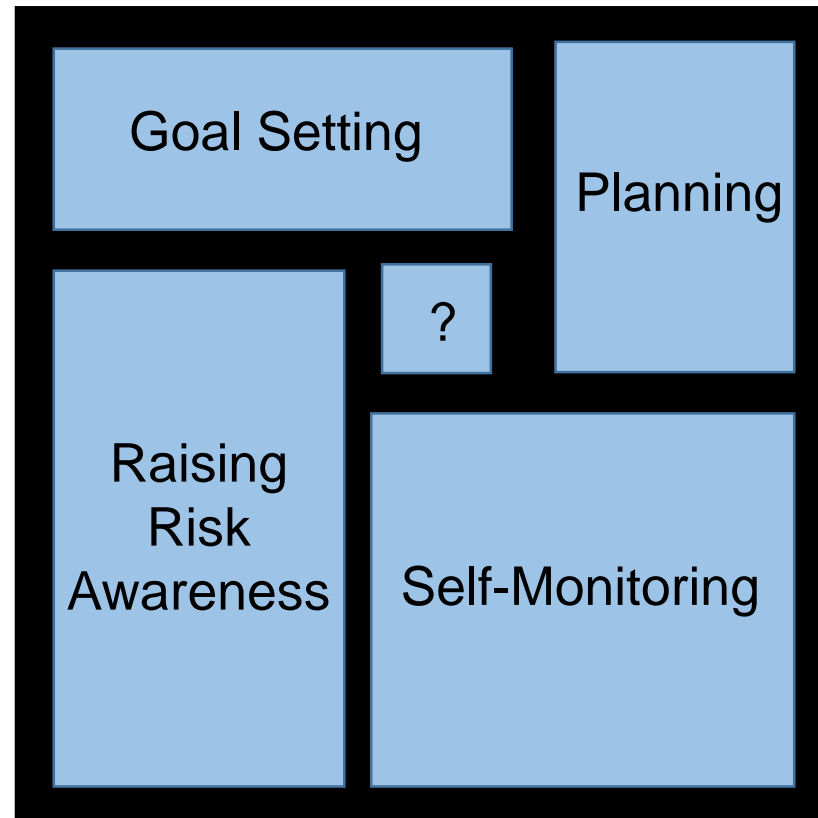 Goal Setting
Planning
?
Raising
Risk
Awareness
Self-Monitoring